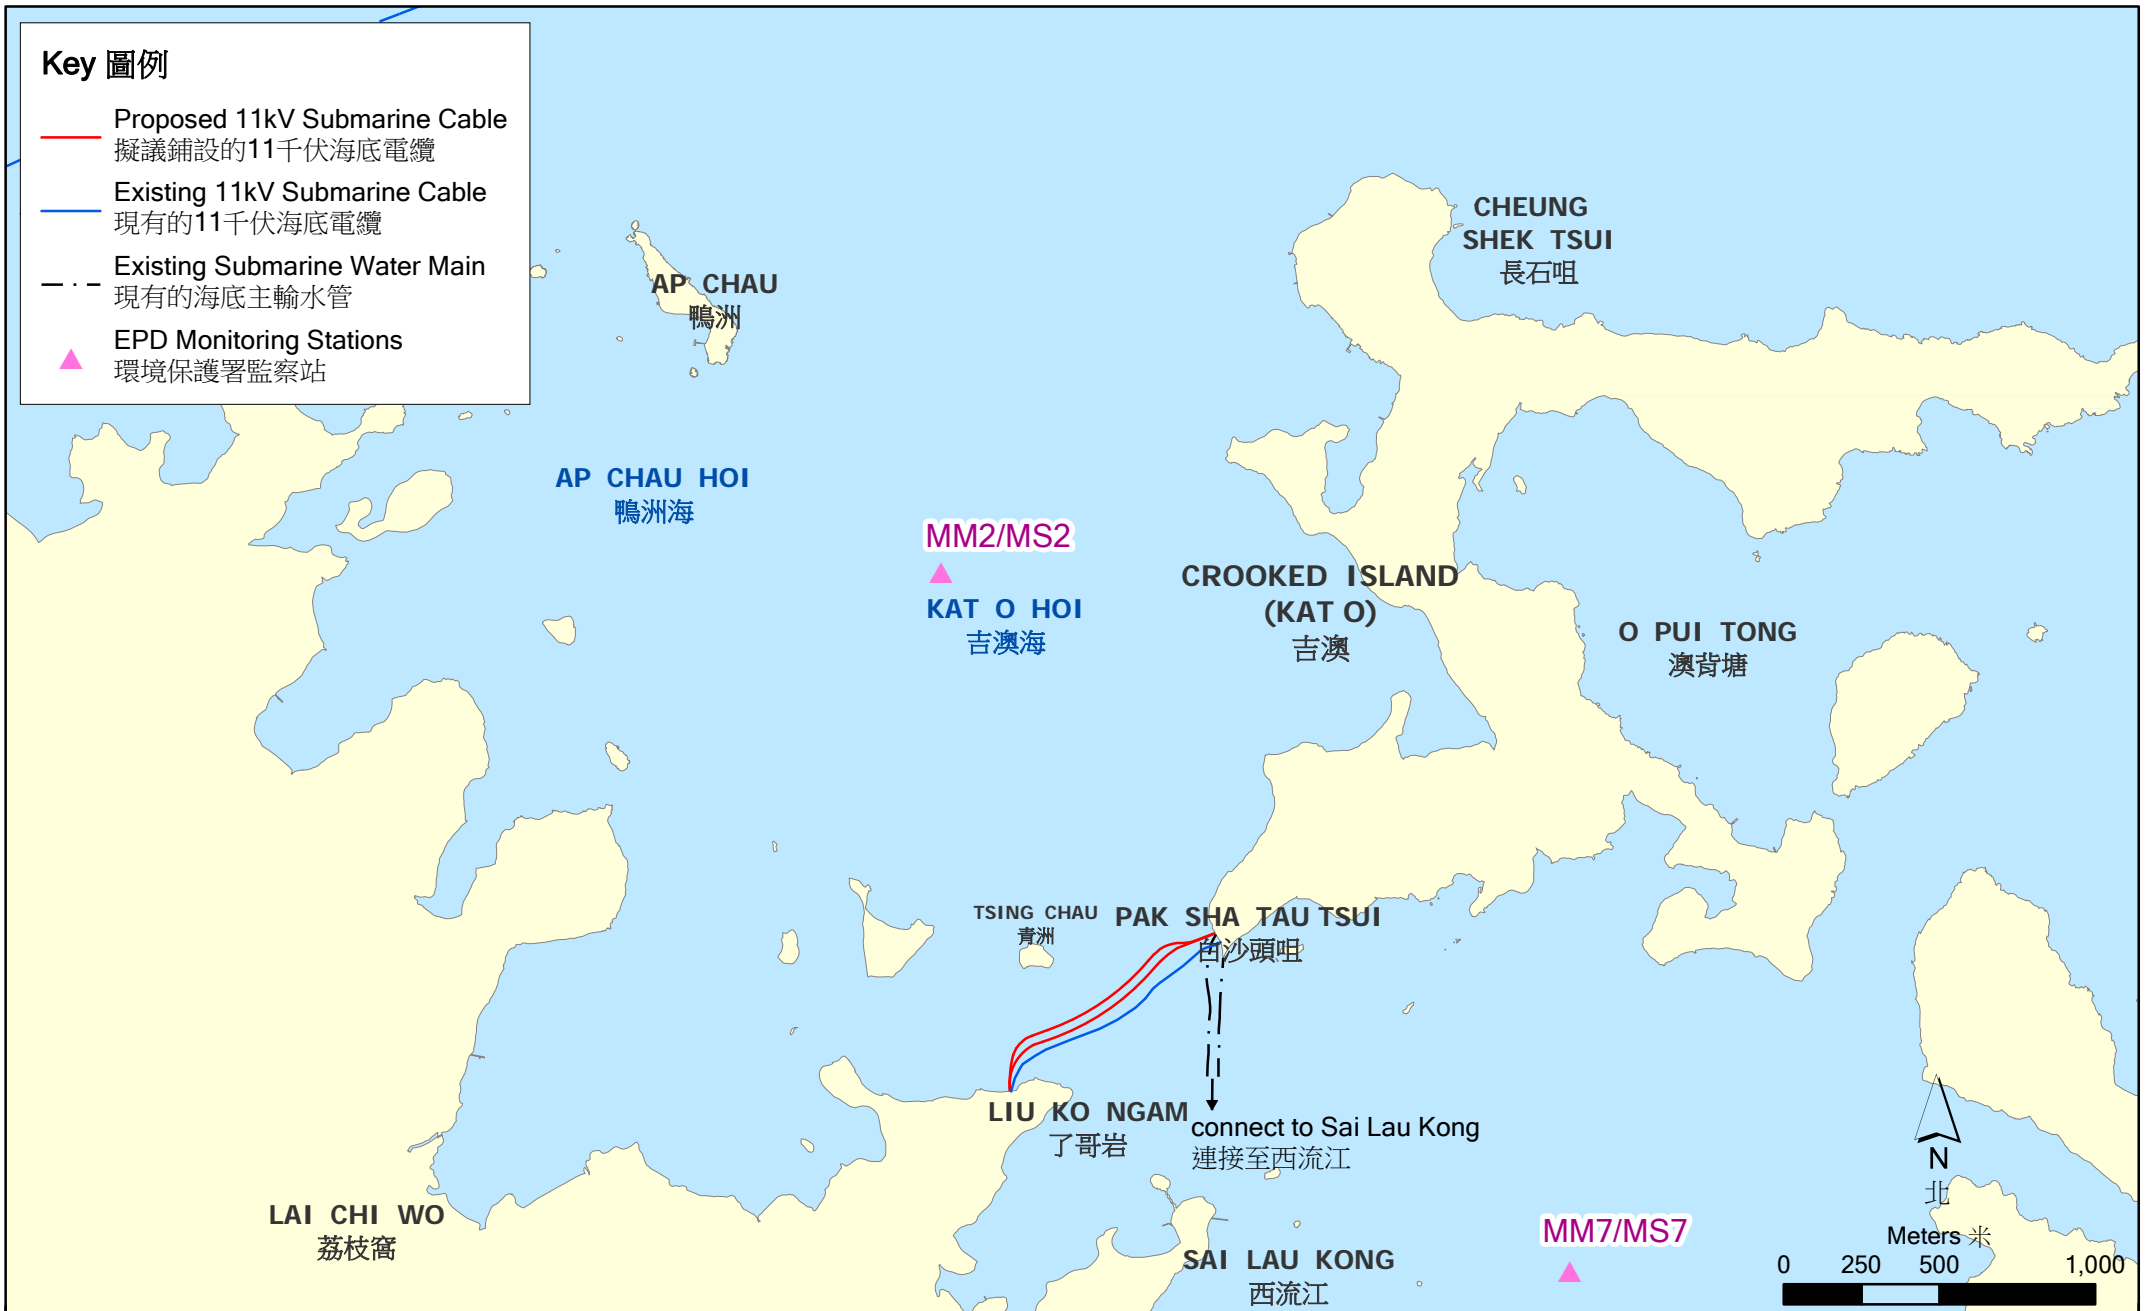 Key 圖例
Proposed 11kV Submarine Cable
擬議鋪設的11千伏海底電纜
Existing 11kV Submarine Cable
現有的11千伏海底電纜
Existing Submarine Water Main
現有的海底主輸水管
EPD Monitoring Stations
環境保護署監察站
CHEUNG
SHEK TSUI
長石咀
AP CHAU
鴨洲
AP CHAU HOI
鴨洲海
MM2/MS2
KAT O HOI
吉澳海
CROOKED ISLAND
(KAT O)
吉澳
O PUI TONG
澳背塘
TSING CHAU
青洲
PAK SHA TAU TSUI
白沙頭咀
LIU KO NGAM
了哥岩
connect to Sai Lau Kong
連接至西流江
LAI CHI WO
荔枝窩
SAI LAU KONG
西流江
MM7/MS7
N
北
Meters 米
0 250 500 1,000